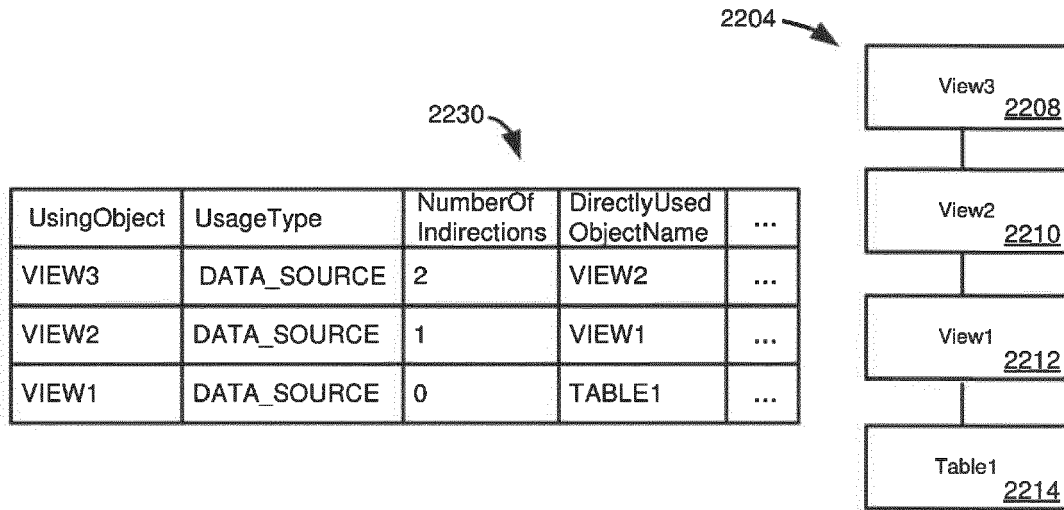 2204
View3
2208
2230
View2
2210
UsingObject UsageType NumberOf Indirections DirectlyUsed ObjectName ...
VIEW3 DATA_SOURCE 2 VIEW2 ...
VIEW2 DATA_SOURCE 1 VIEW1 ...
VIEW1 DATA_SOURCE 0 TABLE1 ...
View1
2212
Table1
2214